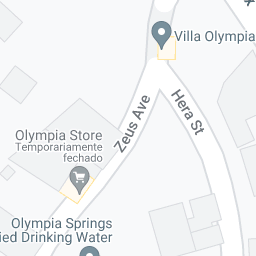 Villa Olympia
Zeus Ave
Hera St
Olympia Store
Temporariamente
fechado
Olympia Springs
ied Drinking Water